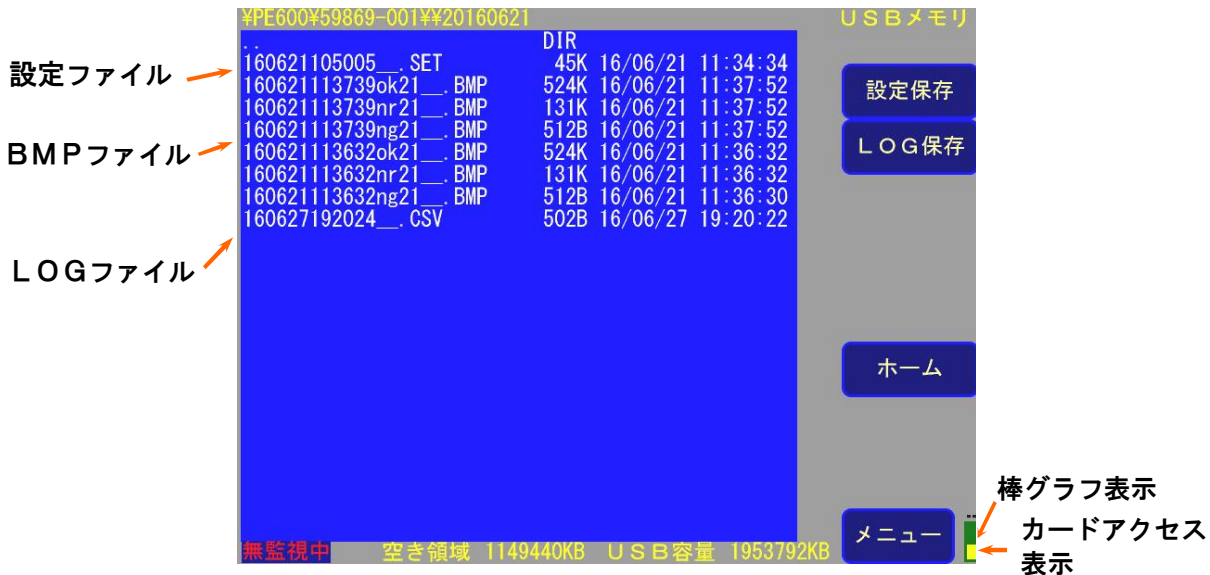 ¥PE600¥59869-001¥¥20160621
USBメモリ
.. DIR
160621105005__.SET 45K 16/06/21 11:34:34
160621113739ok21__.BMP 524K 16/06/21 11:37:52
160621113739nr21__.BMP 131K 16/06/21 11:37:52
160621113739ng21__.BMP 512B 16/06/21 11:37:52
160621113632ok21__.BMP 524K 16/06/21 11:36:32
160621113632nr21__.BMP 131K 16/06/21 11:36:32
160621113632ng21__.BMP 512B 16/06/21 11:36:30
160627192024__.CSV 502B 16/06/27 19:20:22
設定ファイル
BMPファイル
LOGファイル
設定保存
LOG保存
ホーム
メニュー
棒グラフ表示
カードアクセス
表示
無監視中 空き領域 1149440KB USB容量 1953792KB